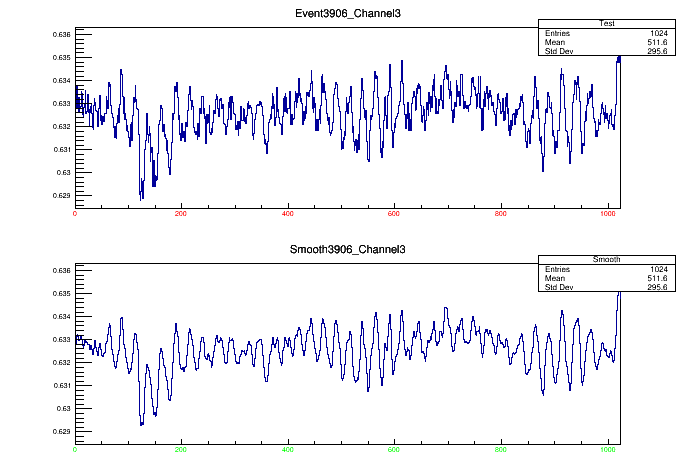 Event3906_Channel3
Test
Entries 1024
Mean 511.6
Std Dev 295.6
0.636
0.635
0.634
0.633
0.632
0.631
0.63
0.629
0 200 400 600 800 1000
Smooth3906_Channel3
Smooth
Entries 1024
Mean 511.6
Std Dev 295.6
0.636
0.635
0.634
0.633
0.632
0.631
0.63
0.629
0 200 400 600 800 1000